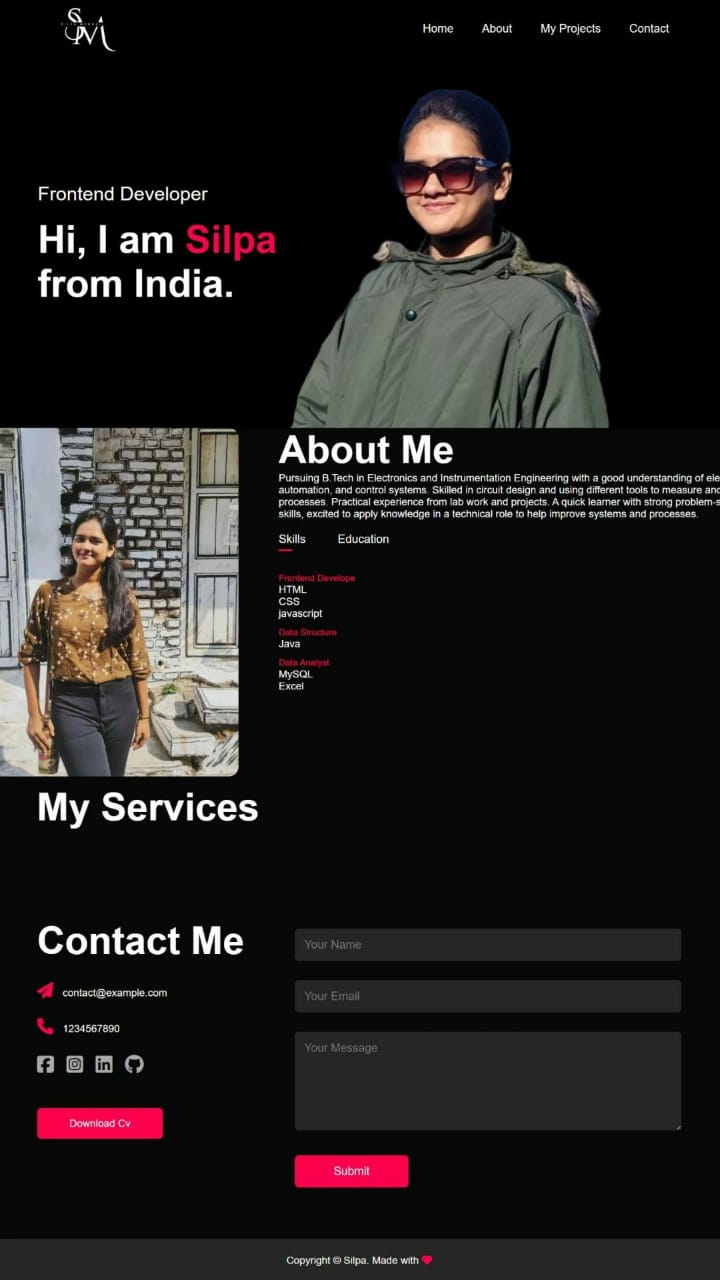 SM
Home About My Projects Contact
Frontend Developer
Hi, I am Silpa
from India.
About Me
Pursuing B.Tech in Electronics and Instrumentation Engineering with a good understanding of ele
automation, and control systems. Skilled in circuit design and using different tools to measure and
processes. Practical experience from lab work and projects. A quick learner with strong problem-s
skills, excited to apply knowledge in a technical role to help improve systems and processes.
Skills Education
Frontend Develope
HTML
CSS
javascript
Data Structure
Java
Data Analyst
MySQL
Excel
My Services
Contact Me
contact@example.com
1234567890
Download Cv
Your Name
Your Email
Your Message
Submit
Copyright © Silpa. Made with